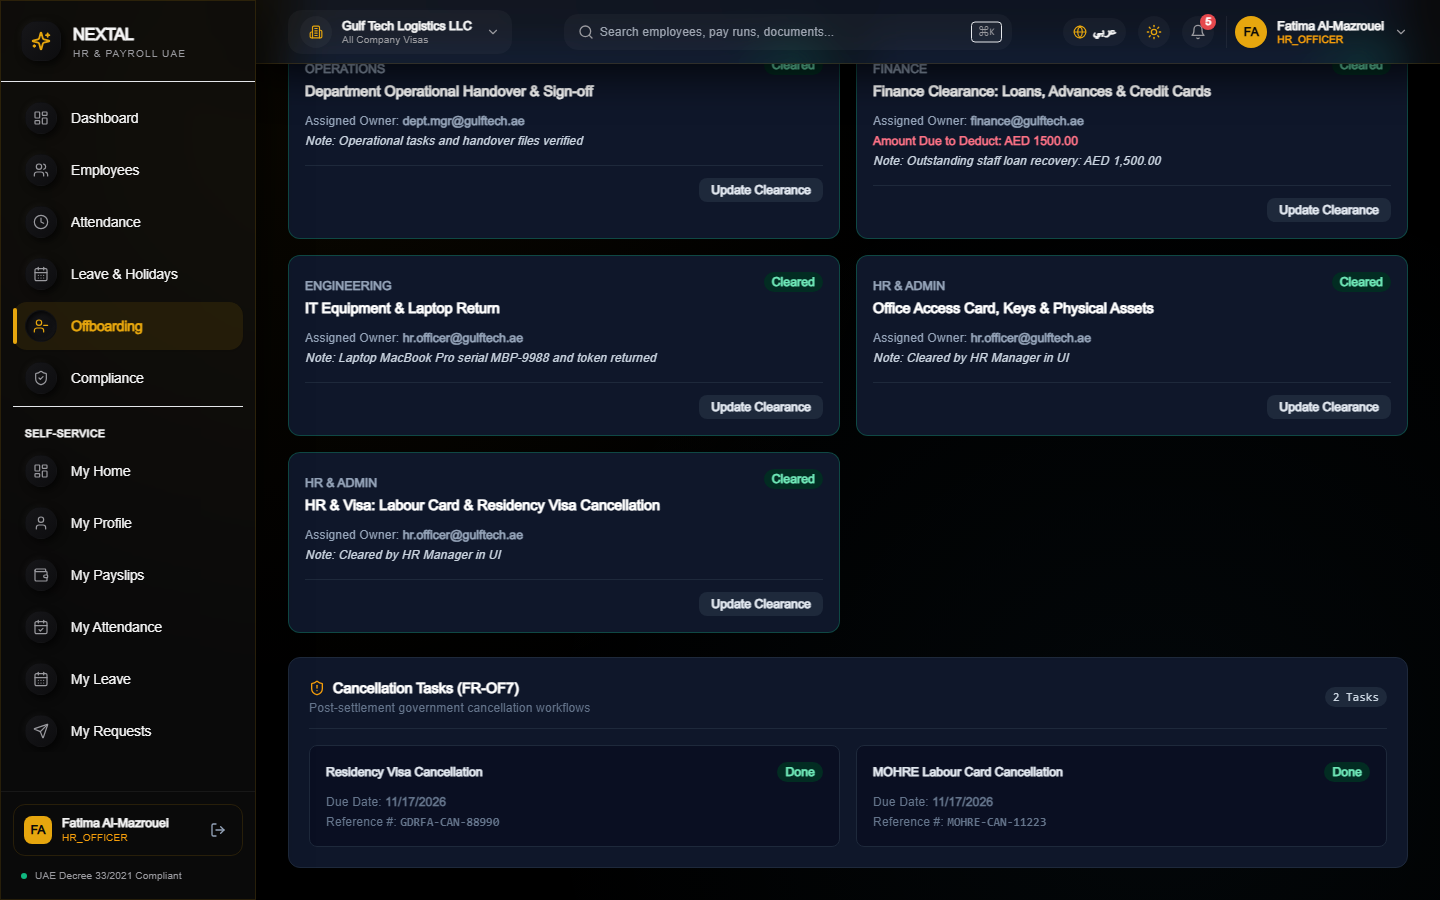 NEXTAL
HR & PAYROLL UAE
Gulf Tech Logistics LLC
All Company Visas
Search employees, pay runs, documents...
⌘K
عربي
5
FA
Fatima Al-Mazrouei
HR_OFFICER
Dashboard
Employees
Attendance
Leave & Holidays
Offboarding
Compliance
SELF-SERVICE
My Home
My Profile
My Payslips
My Attendance
My Leave
My Requests
FA
Fatima Al-Mazrouei
HR_OFFICER
UAE Decree 33/2021 Compliant
OPERATIONS
Cleared
Department Operational Handover & Sign-off
Assigned Owner: dept.mgr@gulftech.ae
Note: Operational tasks and handover files verified
Update Clearance
FINANCE
Cleared
Finance Clearance: Loans, Advances & Credit Cards
Assigned Owner: finance@gulftech.ae
Amount Due to Deduct: AED 1500.00
Note: Outstanding staff loan recovery: AED 1,500.00
Update Clearance
ENGINEERING
Cleared
IT Equipment & Laptop Return
Assigned Owner: hr.officer@gulftech.ae
Note: Laptop MacBook Pro serial MBP-9988 and token returned
Update Clearance
HR & ADMIN
Cleared
Office Access Card, Keys & Physical Assets
Assigned Owner: hr.officer@gulftech.ae
Note: Cleared by HR Manager in UI
Update Clearance
HR & ADMIN
Cleared
HR & Visa: Labour Card & Residency Visa Cancellation
Assigned Owner: hr.officer@gulftech.ae
Note: Cleared by HR Manager in UI
Update Clearance
Cancellation Tasks (FR-OF7)
Post-settlement government cancellation workflows
2 Tasks
Residency Visa Cancellation
Done
Due Date: 11/17/2026
Reference #: GDRFA-CAN-88990
MOHRE Labour Card Cancellation
Done
Due Date: 11/17/2026
Reference #: MOHRE-CAN-11223